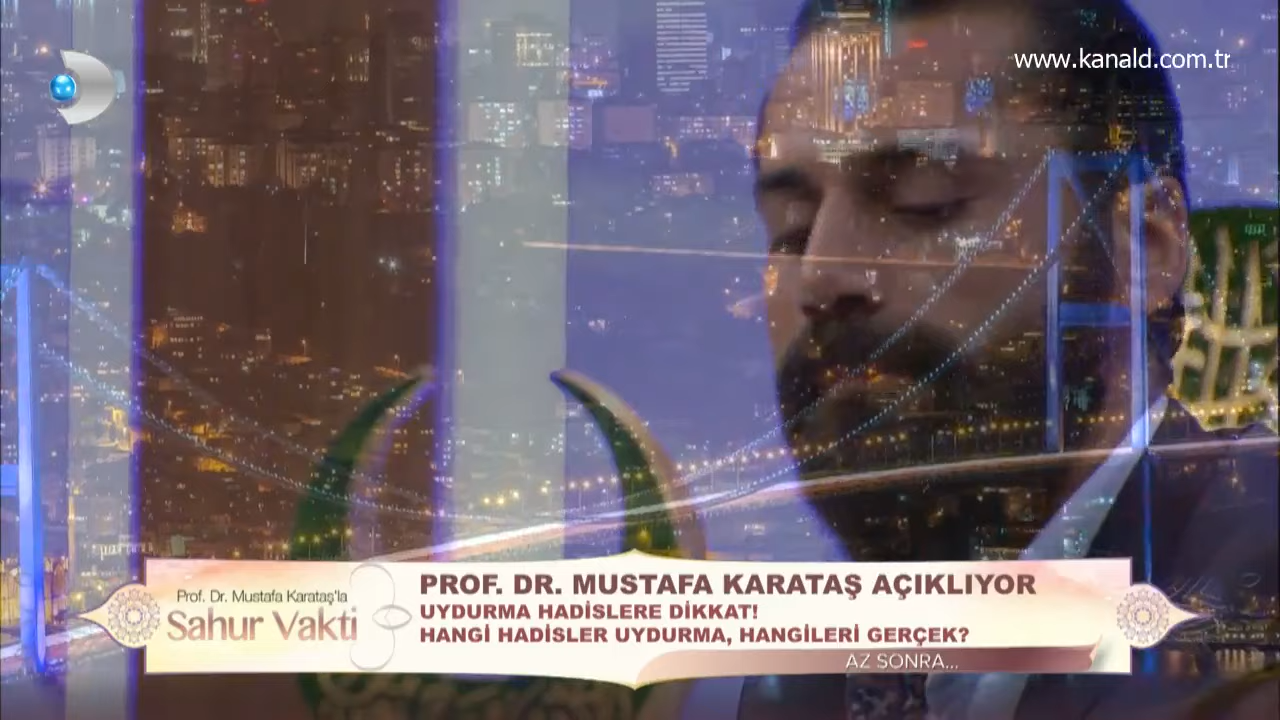 www.kanald.com.tr
Prof. Dr. Mustafa Karataş'la
Sahur Vakti
PROF. DR. MUSTAFA KARATAŞ AÇIKLIYOR
UYDURMA HADİSLERE DİKKAT!
HANGİ HADİSLER UYDURMA, HANGİLERİ GERÇEK?
AZ SONRA...